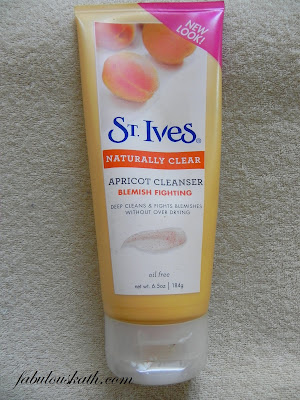 NEW
LOOK!
ST. IVES®
NATURALLY CLEAR
APRICOT CLEANSER
BLEMISH FIGHTING
DEEP CLEANS & FIGHTS BLEMISHES
WITHOUT OVER DRYING
oil free
net wt. 6.5oz | 184g
fabulouskath.com